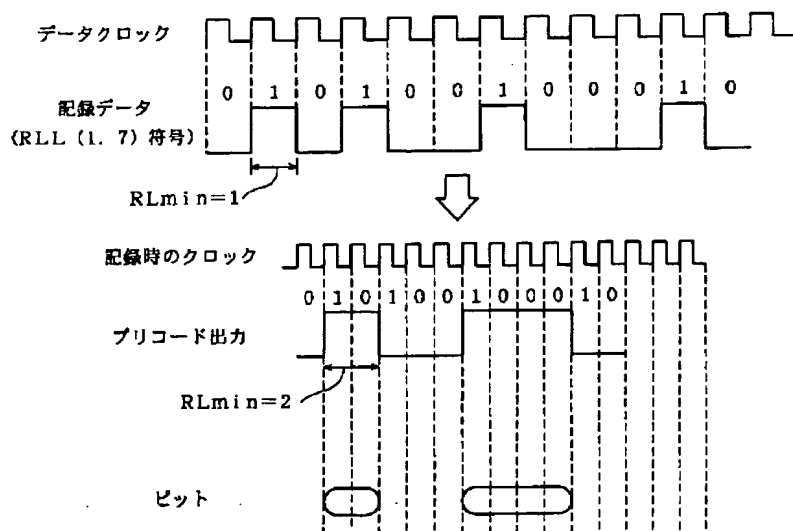 データクロック
0 1 0 1 0 0 1 0 0 0 1 0
記録データ
(RLL(1.7)符号)
RLmin=1
記録時のクロック
0 1 0 1 0 0 1 0 0 0 1 0
プリコード出力
RLmin=2
ピット